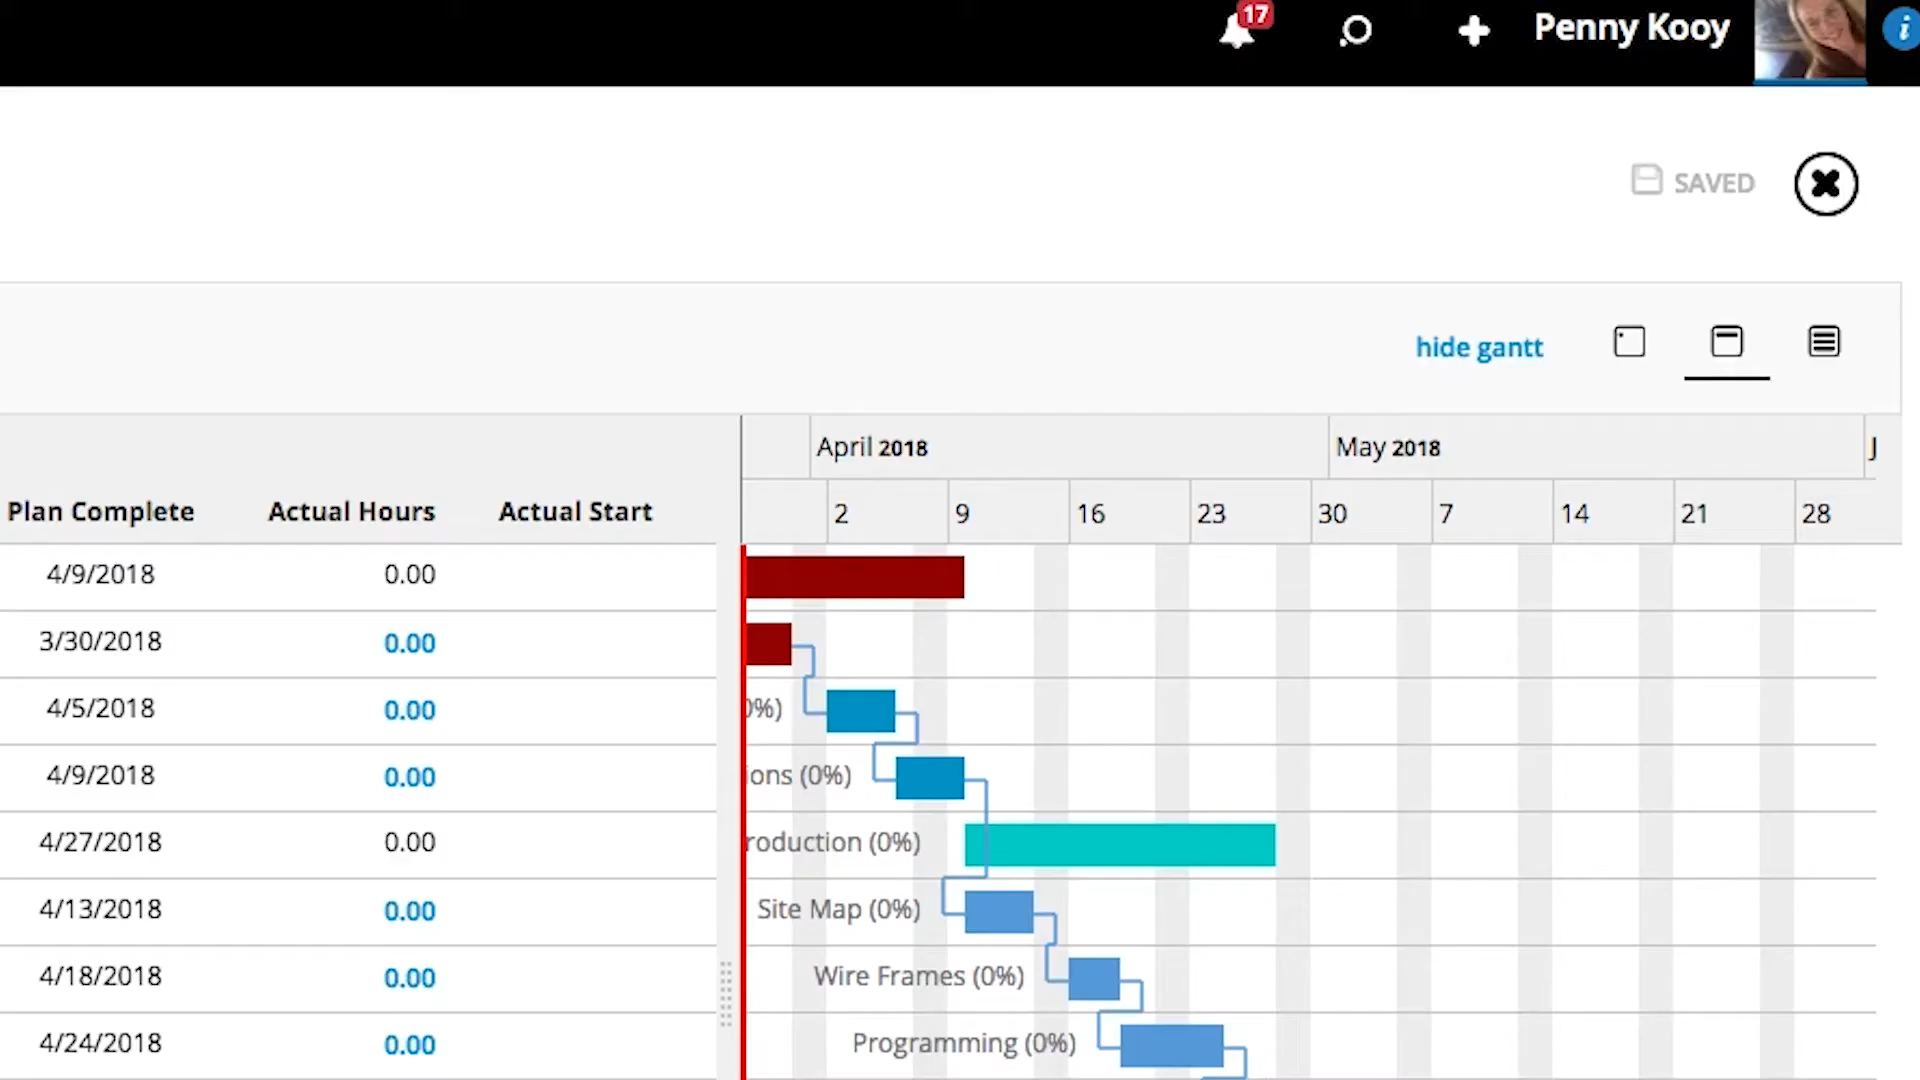 17
Penny Kooy
i
SAVED
hide gantt
April 2018 May 2018 J
Plan Complete Actual Hours Actual Start 2 9 16 23 30 7 14 21 28
4/9/2018 0.00
3/30/2018 0.00
4/5/2018 0.00 0%)
4/9/2018 0.00 ions (0%)
4/27/2018 0.00 roduction (0%)
4/13/2018 0.00 Site Map (0%)
4/18/2018 0.00 Wire Frames (0%)
4/24/2018 0.00 Programming (0%)